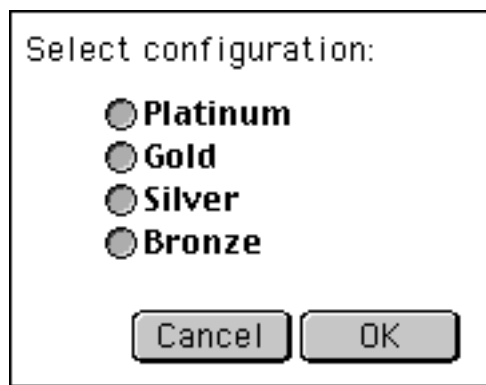 Select configuration:
Platinum
Gold
Silver
Bronze
Cancel OK